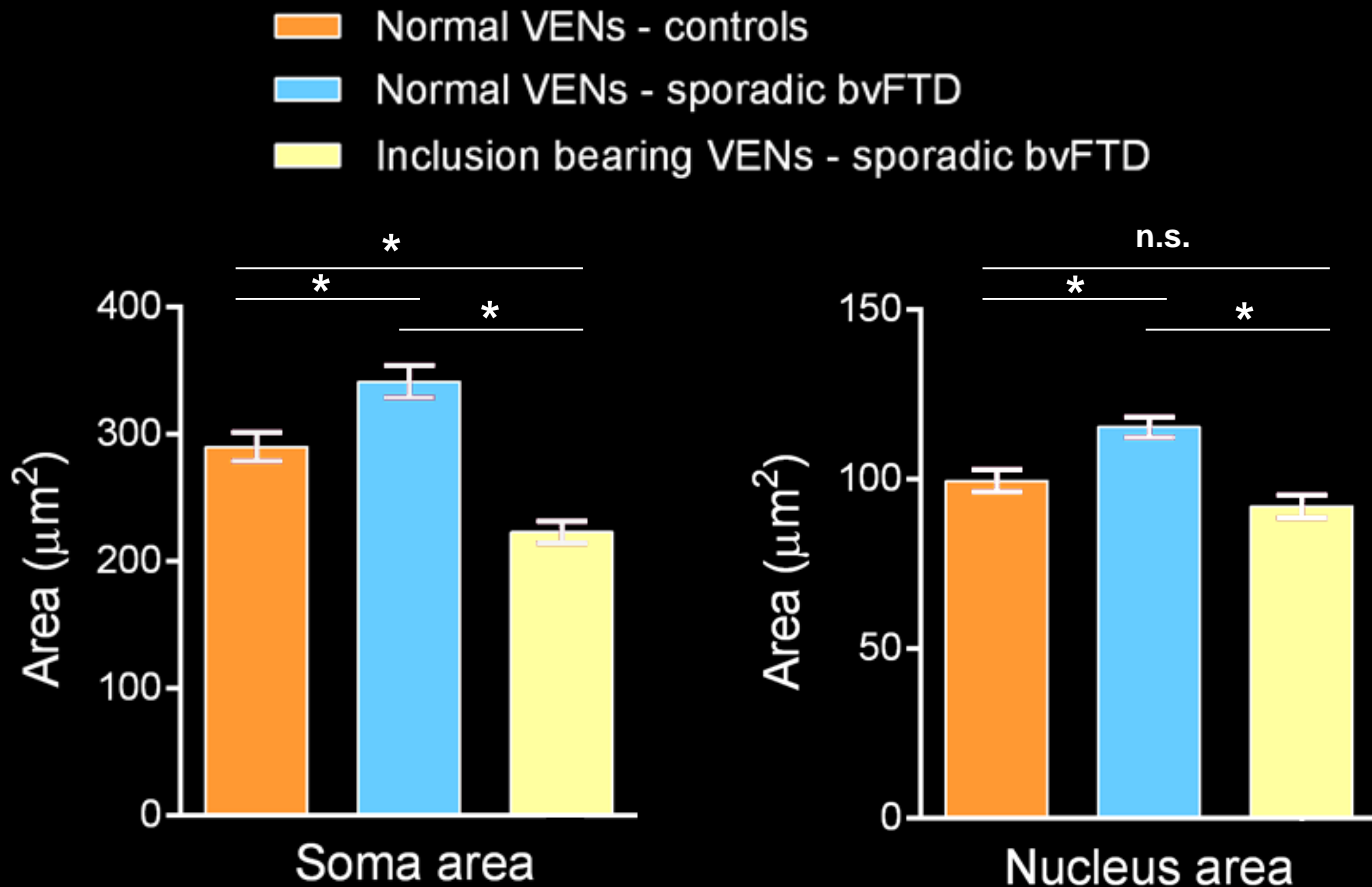 Normal VENs - controls
Normal VENs - sporadic bvFTD
Inclusion bearing VENs - sporadic bvFTD
*
*
*
400
300
200
100
0
Area (μm²)
Soma area
n.s.
*
*
150
100
50
0
Area (μm²)
Nucleus area